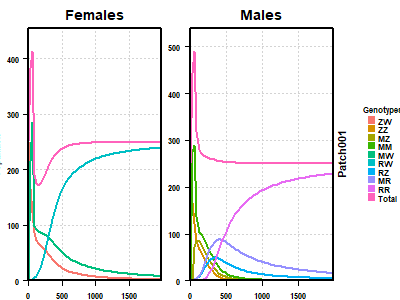 Females
Males
400
300
200
100
0
0
500
1000
1500
500
400
300
200
100
0
0
500
1000
1500
Patch001
Genotypes
ZW
ZZ
MZ
MM
MW
RW
RZ
MR
RR
Total